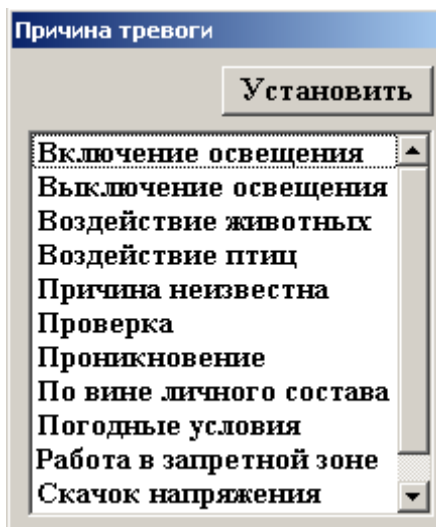 Причина тревоги
Установить
Включение освещения
Выключение освещения
Воздействие животных
Воздействие птиц
Причина неизвестна
Проверка
Проникновение
По вине личного состава
Погодные условия
Работа в запретной зоне
Скачок напряжения